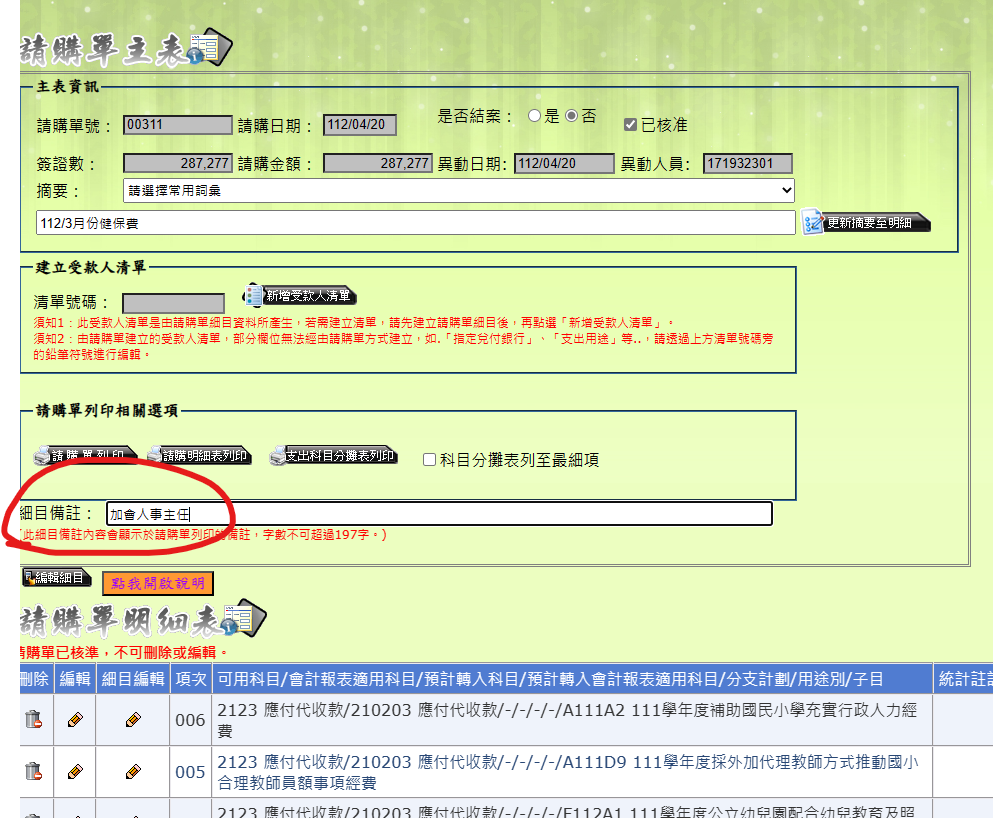 請購單主表
主表資訊
請購單號： 00311 請購日期： 112/04/20 是否結案： 是 否 已核准
簽證數： 287,277 請購金額： 287,277 異動日期: 112/04/20 異動人員: 171932301
摘要： 請選擇常用詞彙
112/3月份健保費 更新摘要至明細
建立受款人清單
清單號碼： 新增受款人清單
須知1：此受款人清單是由請購單細目資料所產生，若需建立清單，請先建立請購單細目後，再點選「新增受款人清單」。
須知2：由請購單建立的受款人清單，部分欄位無法經由請購單方式建立，如.「指定兌付銀行」、「支出用途」等..，請透過上方清單號碼旁
的鉛筆符號進行編輯。
請購單列印相關選項
請購單列印 請購明細表列印 支出科目分攤表列印 科目分攤表列至最細項
細目備註： 加會人事主任
此細目備註內容會顯示於請購單列印的備註，字數不可超過197字。)
編輯細目 點我開啟說明
請購單明細表
請購單已核準，不可刪除或編輯。
刪除 編輯 細目編輯 項次 可用科目/會計報表適用科目/預計轉入科目/預計轉入會計報表適用科目/分支計劃/用途別/子目 統計註
006 2123 應付代收款/210203 應付代收款/-/-/-/-/A111A2 111學年度補助國民小學充實行政人力經
費
005 2123 應付代收款/210203 應付代收款/-/-/-/-/A111D9 111學年度採外加代理教師方式推動國小
合理教師員額事項經費
2123 應付代收款/210203 應付代收款/-/-/-/-/F112A1 111學年度公立幼兒園配合幼兒教育及照